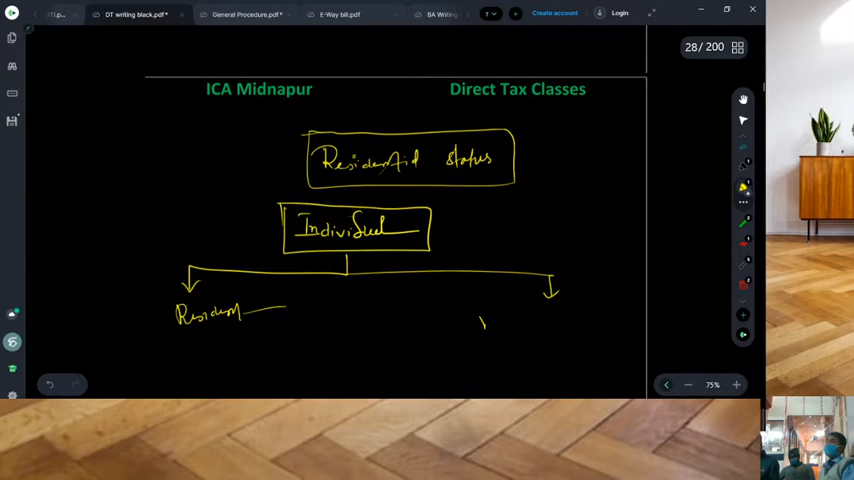 DT writing black.pdf* General Procedure.pdf* E-Way bill.pdf BA Writing 7 Create account Login
28/200
ICA Midnapur Direct Tax Classes
Residential status
Individual
Resident
75%